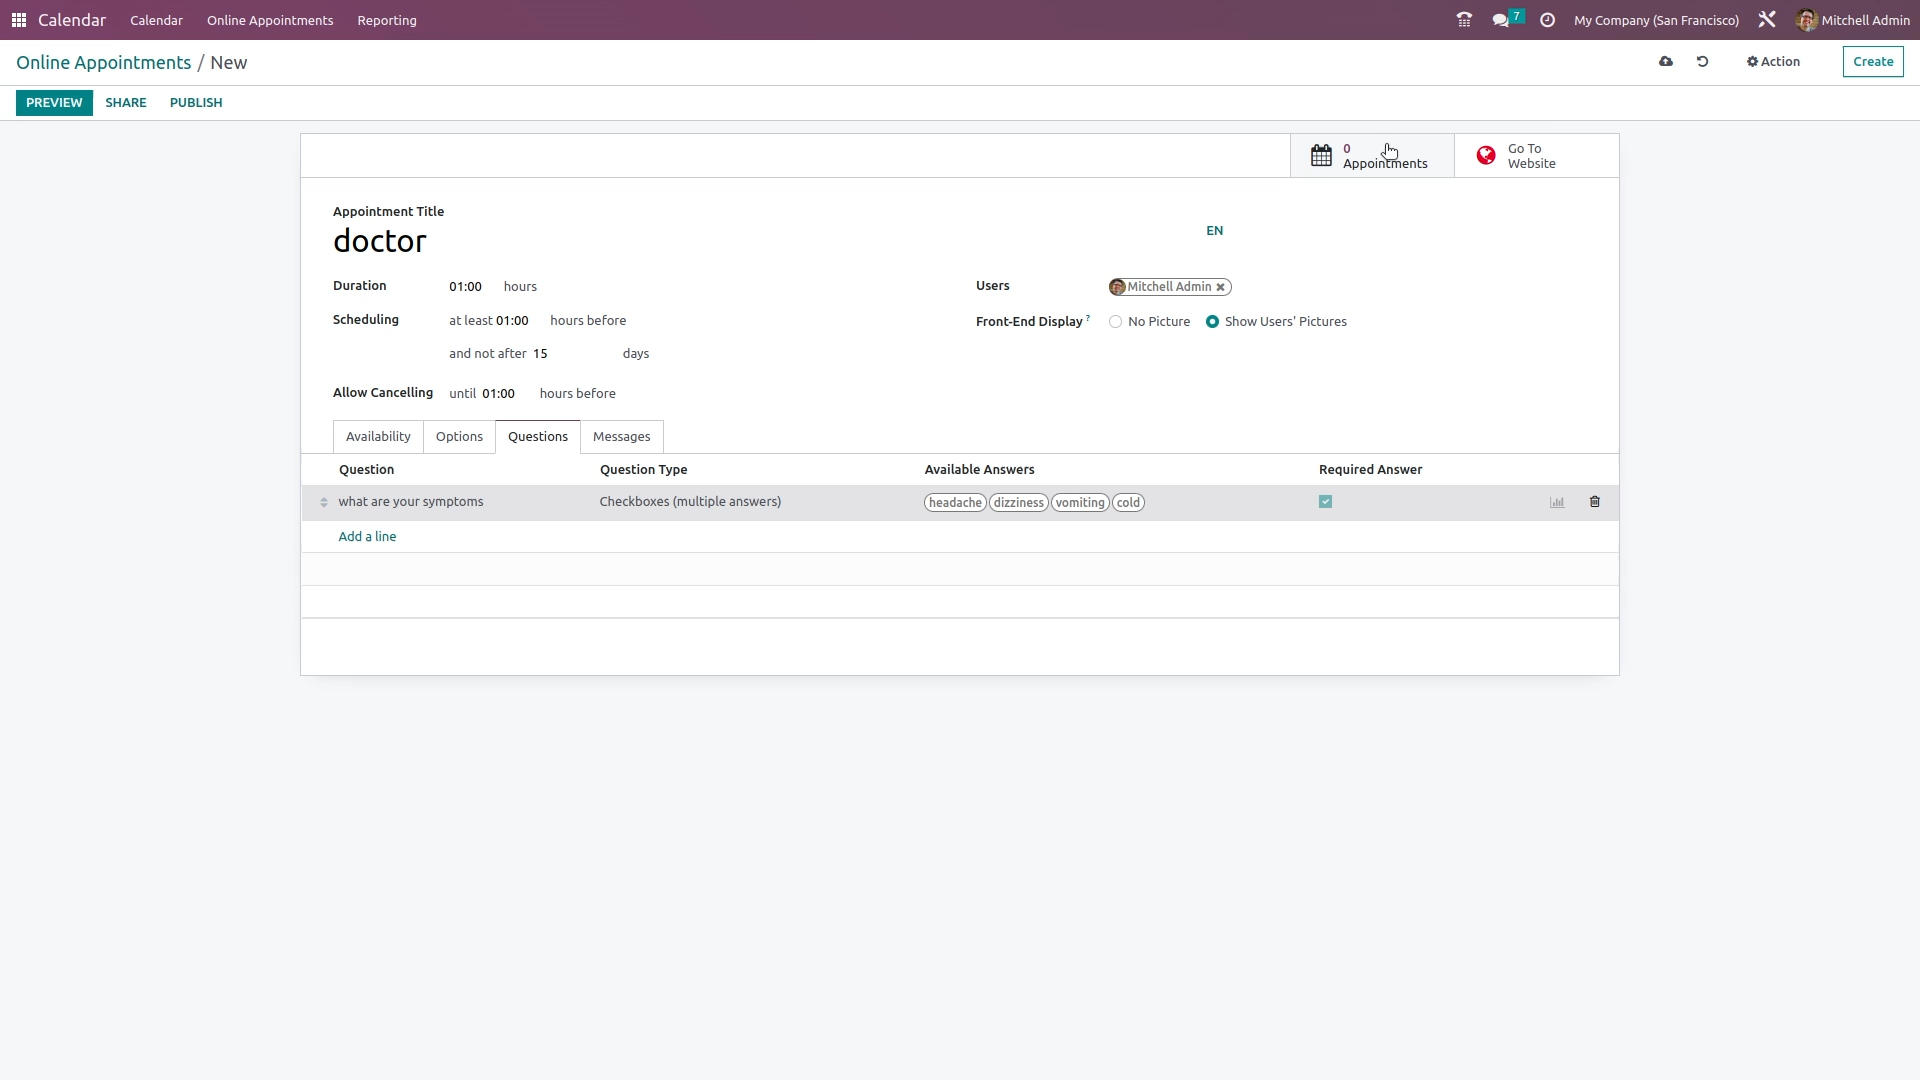 Calendar Calendar Online Appointments Reporting 7 My Company (San Francisco) Mitchell Admin
Online Appointments / New Action Create
PREVIEW SHARE PUBLISH
0 Appointments
Go To Website
Appointment Title
doctor EN
Duration 01:00 hours Users Mitchell Admin
Scheduling at least 01:00 hours before Front-End Display ? No Picture Show Users' Pictures
and not after 15 days
Allow Cancelling until 01:00 hours before
Availability Options Questions Messages
Question Question Type Available Answers Required Answer
what are your symptoms Checkboxes (multiple answers) headache dizziness vomiting cold
Add a line